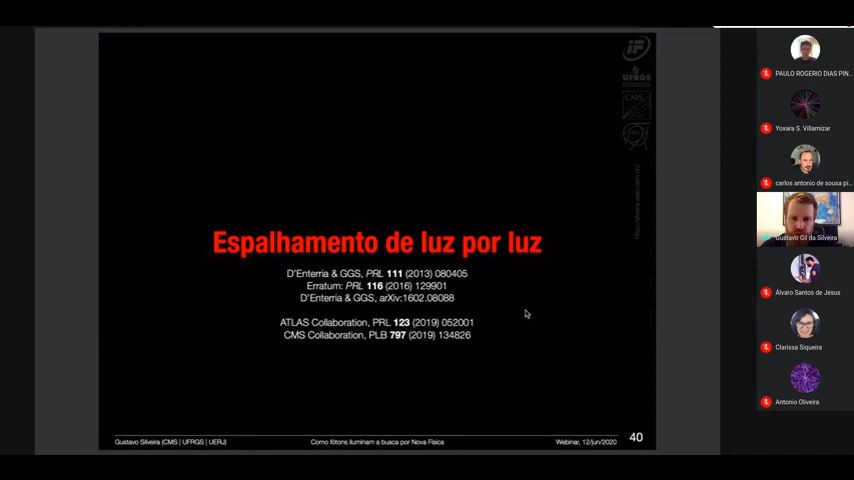 iF
UFRGS
CMS
CERN
Espalhamento de luz por luz
D'Enterria & GGS, PRL 111 (2013) 080405
Erratum: PRL 116 (2016) 129901
D'Enterria & GGS, arXiv:1602.08088
ATLAS Collaboration, PRL 123 (2019) 052001
CMS Collaboration, PLB 797 (2019) 134826
Gustavo Silveira (CMS | UFRGS | UERJ)
Como fótons iluminam a busca por Nova Física
Webinar, 12/jun/2020
40
PAULO ROGERIO DIAS PIN...
Yoxara S. Villamizar
carlos antonio de sousa pi...
Gustavo Gil da Silveira
Álvaro Santos de Jesus
Clarissa Siqueira
Antonio Oliveira